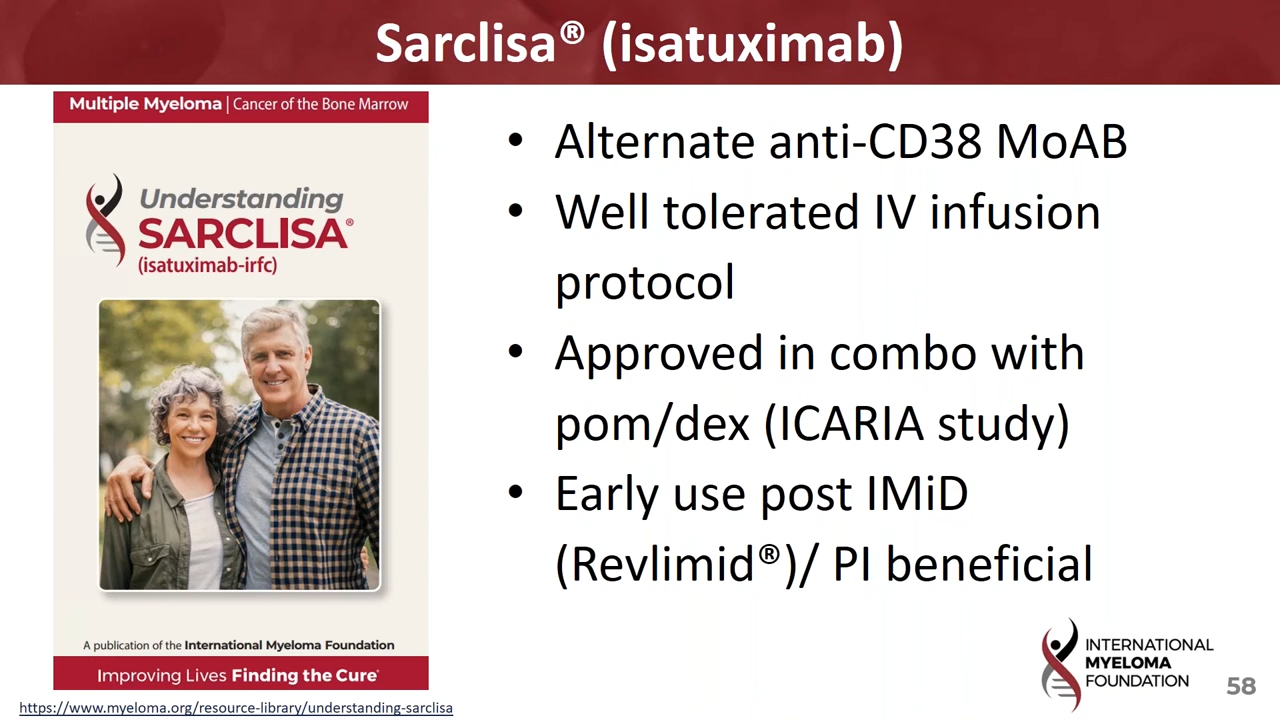 Sarclisa® (isatuximab)
Multiple Myeloma | Cancer of the Bone Marrow
Understanding
SARCLISA®
(isatuximab-irfc)
A publication of the International Myeloma Foundation
Improving Lives Finding the Cure®
https://www.myeloma.org/resource-library/understanding-sarclisa
• Alternate anti-CD38 MoAB
• Well tolerated IV infusion
protocol
• Approved in combo with
pom/dex (ICARIA study)
• Early use post IMiD
(Revlimid®)/ PI beneficial
INTERNATIONAL
MYELOMA
FOUNDATION
58